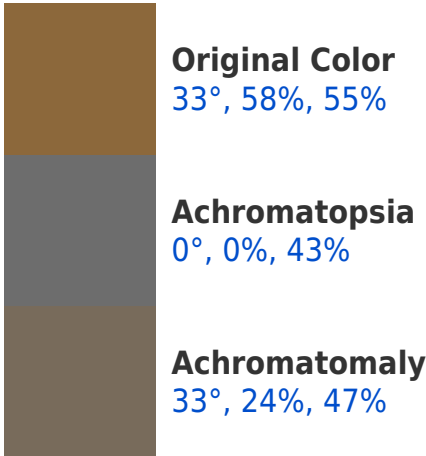 Original Color
33°, 58%, 55%
Achromatopsia
0°, 0%, 43%
Achromatomaly
33°, 24%, 47%